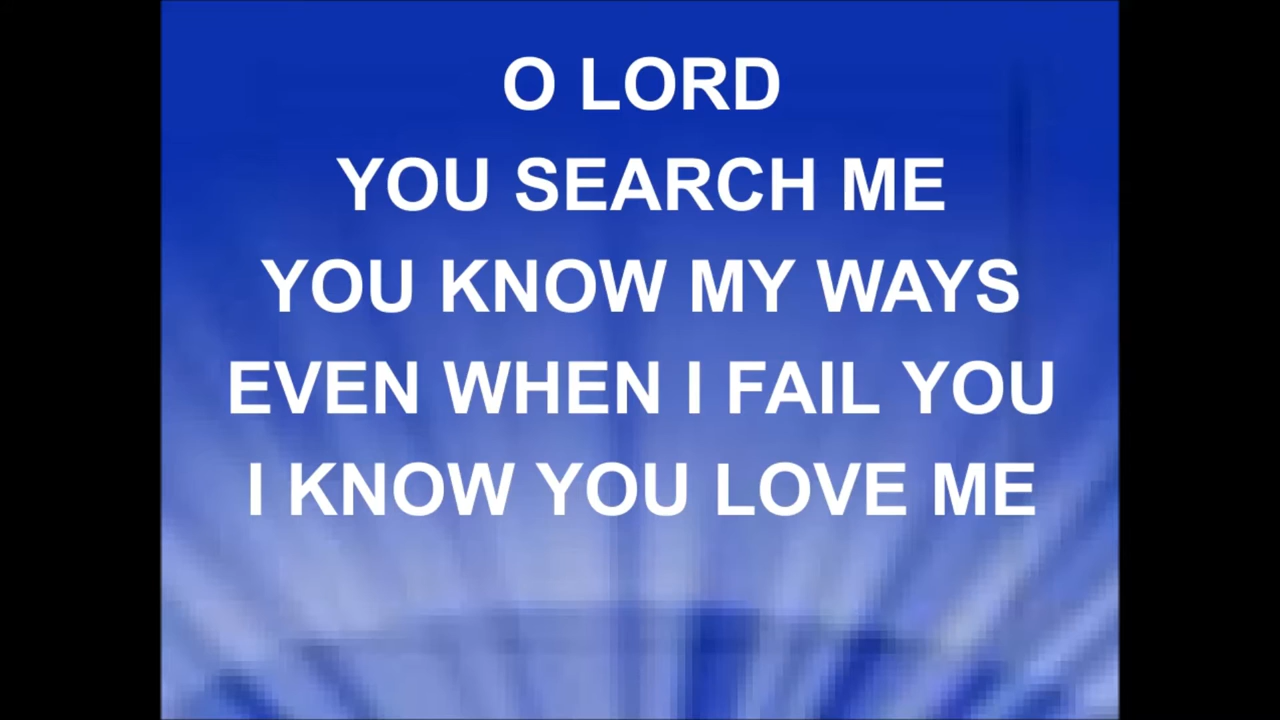 O LORD
YOU SEARCH ME
YOU KNOW MY WAYS
EVEN WHEN I FAIL YOU
I KNOW YOU LOVE ME